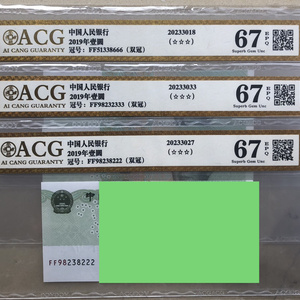 ACG
AI CANG GUARANTY
中国人民银行
2019年壹圆
冠号：FF51338666（双冠）
20233018
(☆☆☆)
67 EPQ
Superb Gem Unc
ACG
AI CANG GUARANTY
中国人民银行
2019年壹圆
冠号：FF98232333（双冠）
20233033
(☆☆☆)
67 EPQ
Superb Gem Unc
ACG
AI CANG GUARANTY
中国人民银行
2019年壹圆
冠号：FF98238222（双冠）
20233027
(☆☆☆)
67 EPQ
Superb Gem Unc
中
FF98238222